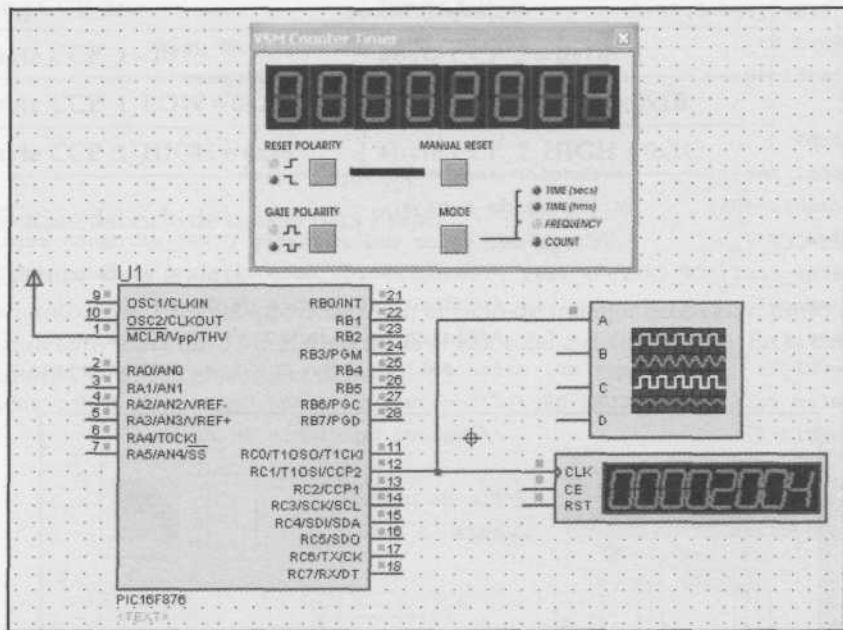 VSM Counter Timer
00002004
RESET POLARITY
MANUAL RESET
GATE POLARITY
MODE
TIME (secs)
TIME (hms)
FREQUENCY
COUNT
U1
9 OSC1/CLKIN
10 OSC2/CLKOUT
1 MCLR/Vpp/THV
2 RA0/AN0
3 RA1/AN1
4 RA2/AN2/VREF-
5 RA3/AN3/VREF+
6 RA4/T0CKI
7 RA5/AN4/SS
RB0/INT 21
RB1 22
RB2 23
RB3/PGM 24
RB4 25
RB5 26
RB6/PGC 27
RB7/PGD 28
RC0/T1OSO/T1CKI 11
RC1/T1OSI/CCP2 12
RC2/CCP1 13
RC3/SCK/SCL 14
RC4/SDI/SDA 15
RC5/SDO 16
RC6/TX/CK 17
RC7/RX/DT 18
PIC16F876
<TEXT>
A
B
C
D
CLK
CE
RST
00002004